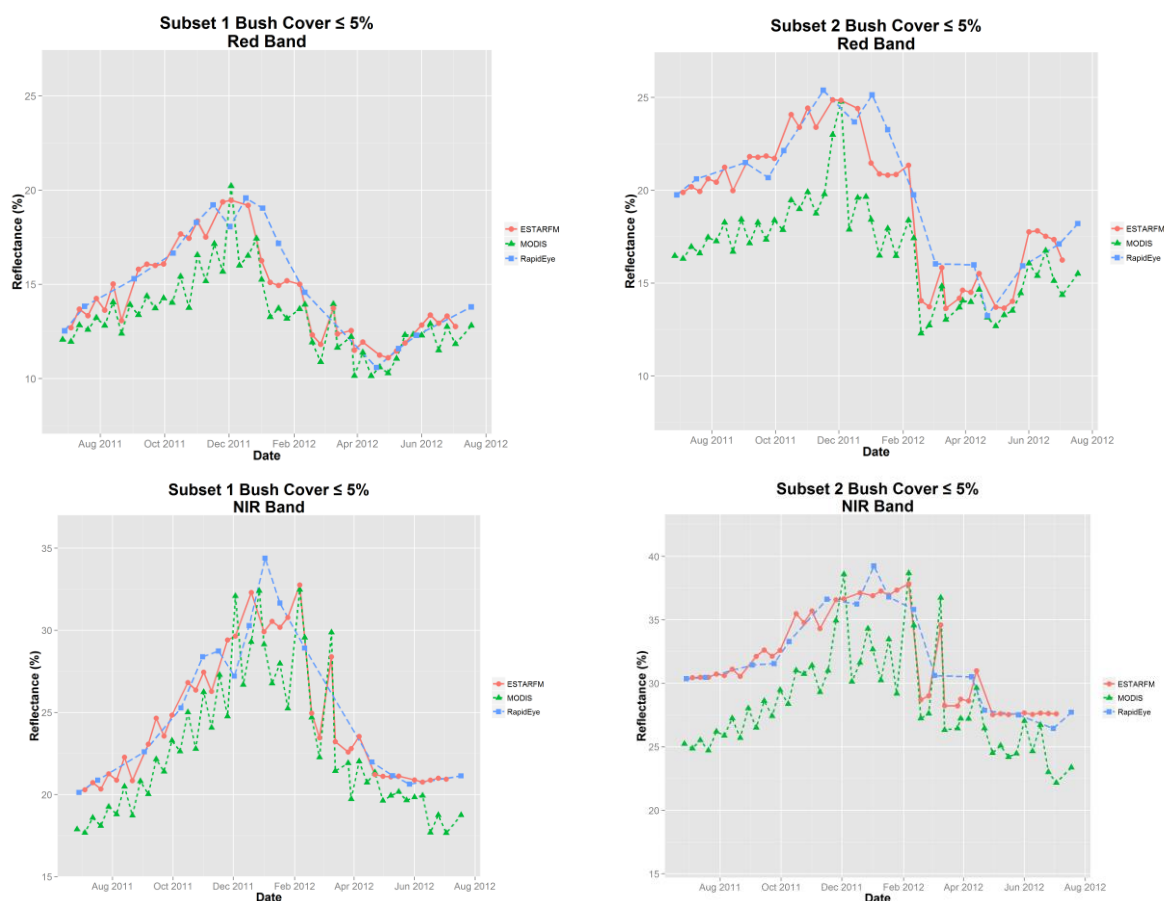 Subset 1 Bush Cover ≤ 5%
Red Band
Reflectance (%)
25
20
15
10
Aug 2011 Oct 2011 Dec 2011 Feb 2012 Apr 2012 Jun 2012 Aug 2012
Date
ESTARFM
MODIS
RapidEye
Subset 2 Bush Cover ≤ 5%
Red Band
Reflectance (%)
25
20
15
10
Aug 2011 Oct 2011 Dec 2011 Feb 2012 Apr 2012 Jun 2012 Aug 2012
Date
ESTARFM
MODIS
RapidEye
Subset 1 Bush Cover ≤ 5%
NIR Band
Reflectance (%)
35
30
25
20
15
Aug 2011 Oct 2011 Dec 2011 Feb 2012 Apr 2012 Jun 2012 Aug 2012
Date
ESTARFM
MODIS
RapidEye
Subset 2 Bush Cover ≤ 5%
NIR Band
Reflectance (%)
40
35
30
25
20
15
Aug 2011 Oct 2011 Dec 2011 Feb 2012 Apr 2012 Jun 2012 Aug 2012
Date
ESTARFM
MODIS
RapidEye